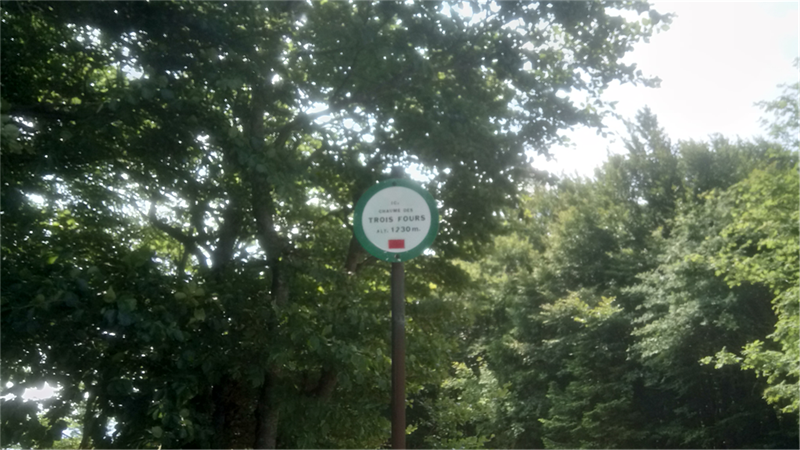 CHAUME DES
TROIS FOURS
ALT: 1230 m.